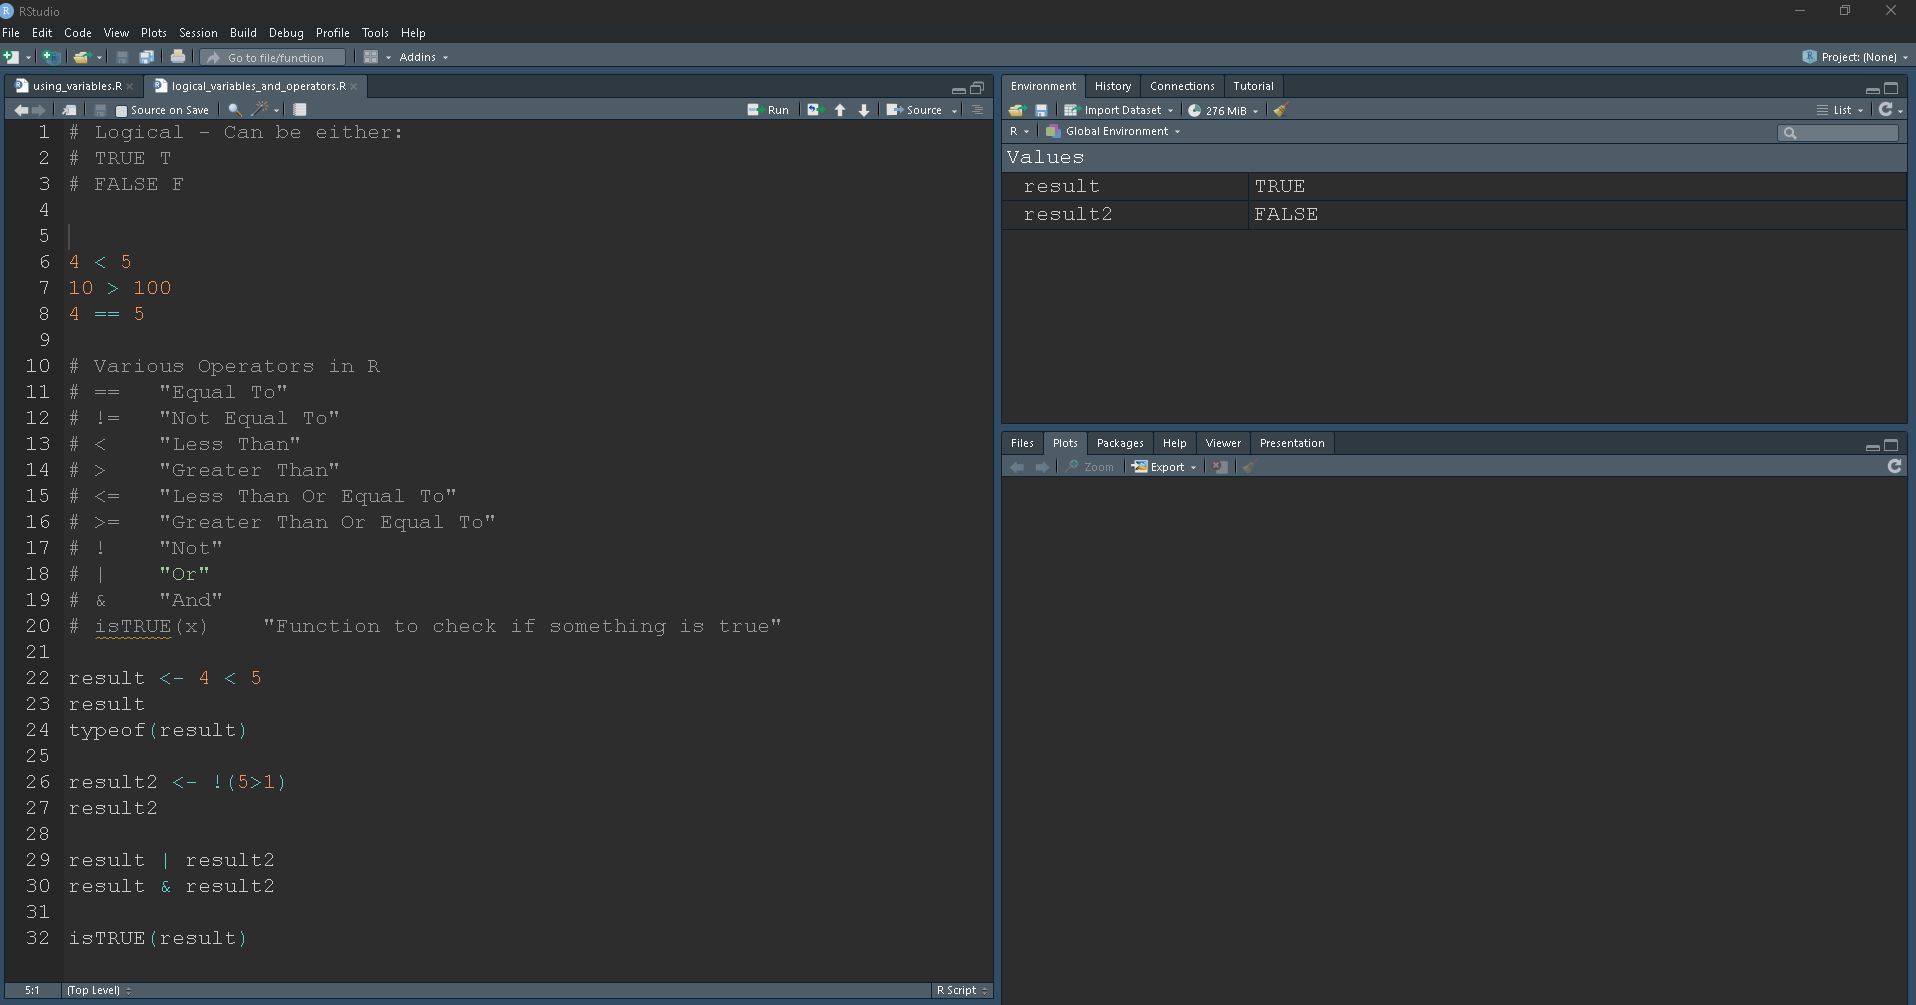 RStudio
File Edit Code View Plots Session Build Debug Profile Tools Help
Go to file/function Addins Project: (None)
using_variables.R logical_variables_and_operators.R
Source on Save Run Source
1 # Logical - Can be either:
2 # TRUE T
3 # FALSE F
4
5
6 4 < 5
7 10 > 100
8 4 == 5
9
10 # Various Operators in R
11 # == "Equal To"
12 # != "Not Equal To"
13 # < "Less Than"
14 # > "Greater Than"
15 # <= "Less Than Or Equal To"
16 # >= "Greater Than Or Equal To"
17 # ! "Not"
18 # | "Or"
19 # & "And"
20 # isTRUE(x) "Function to check if something is true"
21
22 result <- 4 < 5
23 result
24 typeof(result)
25
26 result2 <- !(5>1)
27 result2
28
29 result | result2
30 result & result2
31
32 isTRUE(result)
5:1 (Top Level) R Script
Environment History Connections Tutorial
Import Dataset 276 MiB List
R Global Environment
Values
result TRUE
result2 FALSE
Files Plots Packages Help Viewer Presentation
Zoom Export